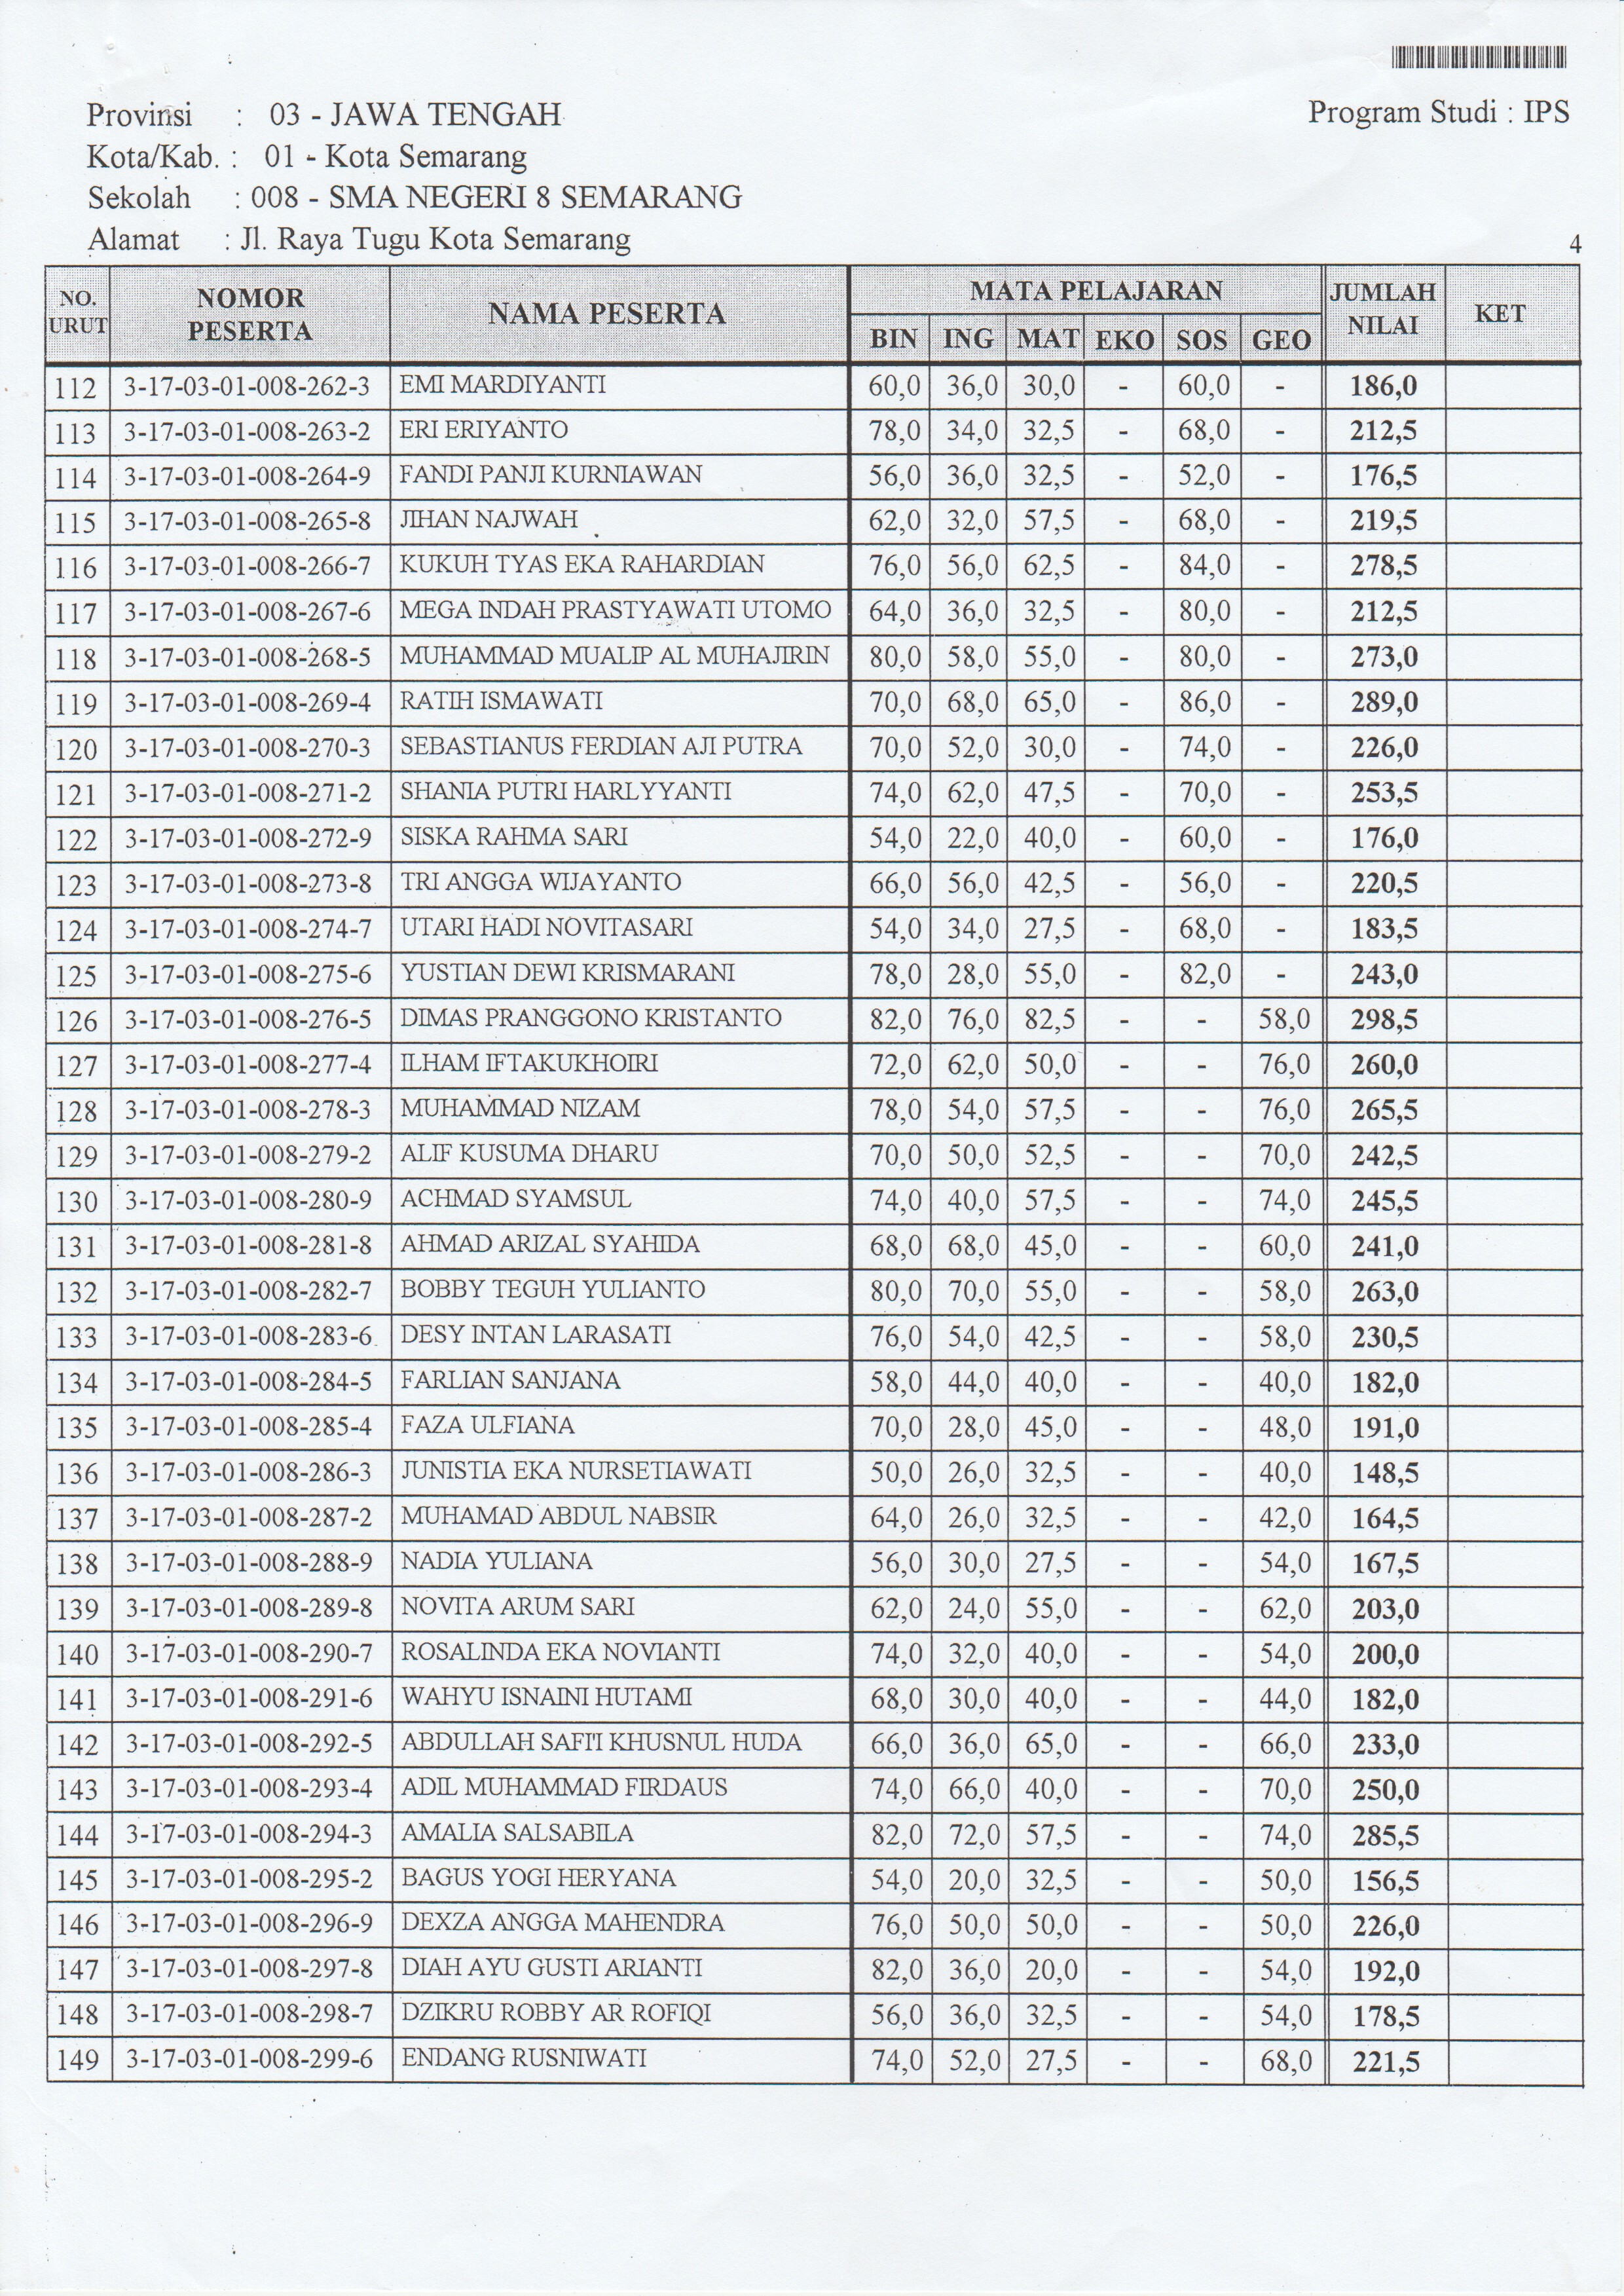 Provinsi : 03 - JAWA TENGAH Program Studi : IPS
Kota/Kab. : 01 - Kota Semarang
Sekolah : 008 - SMA NEGERI 8 SEMARANG
Alamat : Jl. Raya Tugu Kota Semarang 4
NO. URUT NOMOR PESERTA NAMA PESERTA MATA PELAJARAN JUMLAH NILAI KET
BIN ING MAT EKO SOS GEO
112 3-17-03-01-008-262-3 EMI MARDIYANTI 60,0 36,0 30,0 - 60,0 - 186,0
113 3-17-03-01-008-263-2 ERI ERIYANTO 78,0 34,0 32,5 - 68,0 - 212,5
114 3-17-03-01-008-264-9 FANDI PANJI KURNIAWAN 56,0 36,0 32,5 - 52,0 - 176,5
115 3-17-03-01-008-265-8 JIHAN NAJWAH 62,0 32,0 57,5 - 68,0 - 219,5
116 3-17-03-01-008-266-7 KUKUH TYAS EKA RAHARDIAN 76,0 56,0 62,5 - 84,0 - 278,5
117 3-17-03-01-008-267-6 MEGA INDAH PRASTYAWATI UTOMO 64,0 36,0 32,5 - 80,0 - 212,5
118 3-17-03-01-008-268-5 MUHAMMAD MUALIP AL MUHAJIRIN 80,0 58,0 55,0 - 80,0 - 273,0
119 3-17-03-01-008-269-4 RATIH ISMAWATI 70,0 68,0 65,0 - 86,0 - 289,0
120 3-17-03-01-008-270-3 SEBASTIANUS FERDIAN AJI PUTRA 70,0 52,0 30,0 - 74,0 - 226,0
121 3-17-03-01-008-271-2 SHANIA PUTRI HARLYYANTI 74,0 62,0 47,5 - 70,0 - 253,5
122 3-17-03-01-008-272-9 SISKA RAHMA SARI 54,0 22,0 40,0 - 60,0 - 176,0
123 3-17-03-01-008-273-8 TRI ANGGA WIJAYANTO 66,0 56,0 42,5 - 56,0 - 220,5
124 3-17-03-01-008-274-7 UTARI HADI NOVITASARI 54,0 34,0 27,5 - 68,0 - 183,5
125 3-17-03-01-008-275-6 YUSTIAN DEWI KRISMARANI 78,0 28,0 55,0 - 82,0 - 243,0
126 3-17-03-01-008-276-5 DIMAS PRANGGONO KRISTANTO 82,0 76,0 82,5 - - 58,0 298,5
127 3-17-03-01-008-277-4 ILHAM IFTAKUKHOIRI 72,0 62,0 50,0 - - 76,0 260,0
128 3-17-03-01-008-278-3 MUHAMMAD NIZAM 78,0 54,0 57,5 - - 76,0 265,5
129 3-17-03-01-008-279-2 ALIF KUSUMA DHARU 70,0 50,0 52,5 - - 70,0 242,5
130 3-17-03-01-008-280-9 ACHMAD SYAMSUL 74,0 40,0 57,5 - - 74,0 245,5
131 3-17-03-01-008-281-8 AHMAD ARIZAL SYAHIDA 68,0 68,0 45,0 - - 60,0 241,0
132 3-17-03-01-008-282-7 BOBBY TEGUH YULIANTO 80,0 70,0 55,0 - - 58,0 263,0
133 3-17-03-01-008-283-6 DESY INTAN LARASATI 76,0 54,0 42,5 - - 58,0 230,5
134 3-17-03-01-008-284-5 FARLIAN SANJANA 58,0 44,0 40,0 - - 40,0 182,0
135 3-17-03-01-008-285-4 FAZA ULFIANA 70,0 28,0 45,0 - - 48,0 191,0
136 3-17-03-01-008-286-3 JUNISTIA EKA NURSETIAWATI 50,0 26,0 32,5 - - 40,0 148,5
137 3-17-03-01-008-287-2 MUHAMAD ABDUL NABSIR 64,0 26,0 32,5 - - 42,0 164,5
138 3-17-03-01-008-288-9 NADIA YULIANA 56,0 30,0 27,5 - - 54,0 167,5
139 3-17-03-01-008-289-8 NOVITA ARUM SARI 62,0 24,0 55,0 - - 62,0 203,0
140 3-17-03-01-008-290-7 ROSALINDA EKA NOVIANTI 74,0 32,0 40,0 - - 54,0 200,0
141 3-17-03-01-008-291-6 WAHYU ISNAINI HUTAMI 68,0 30,0 40,0 - - 44,0 182,0
142 3-17-03-01-008-292-5 ABDULLAH SAFI'I KHUSNUL HUDA 66,0 36,0 65,0 - - 66,0 233,0
143 3-17-03-01-008-293-4 ADIL MUHAMMAD FIRDAUS 74,0 66,0 40,0 - - 70,0 250,0
144 3-17-03-01-008-294-3 AMALIA SALSABILA 82,0 72,0 57,5 - - 74,0 285,5
145 3-17-03-01-008-295-2 BAGUS YOGI HERYANA 54,0 20,0 32,5 - - 50,0 156,5
146 3-17-03-01-008-296-9 DEXZA ANGGA MAHENDRA 76,0 50,0 50,0 - - 50,0 226,0
147 3-17-03-01-008-297-8 DIAH AYU GUSTI ARIANTI 82,0 36,0 20,0 - - 54,0 192,0
148 3-17-03-01-008-298-7 DZIKRU ROBBY AR ROFIQI 56,0 36,0 32,5 - - 54,0 178,5
149 3-17-03-01-008-299-6 ENDANG RUSNIWATI 74,0 52,0 27,5 - - 68,0 221,5